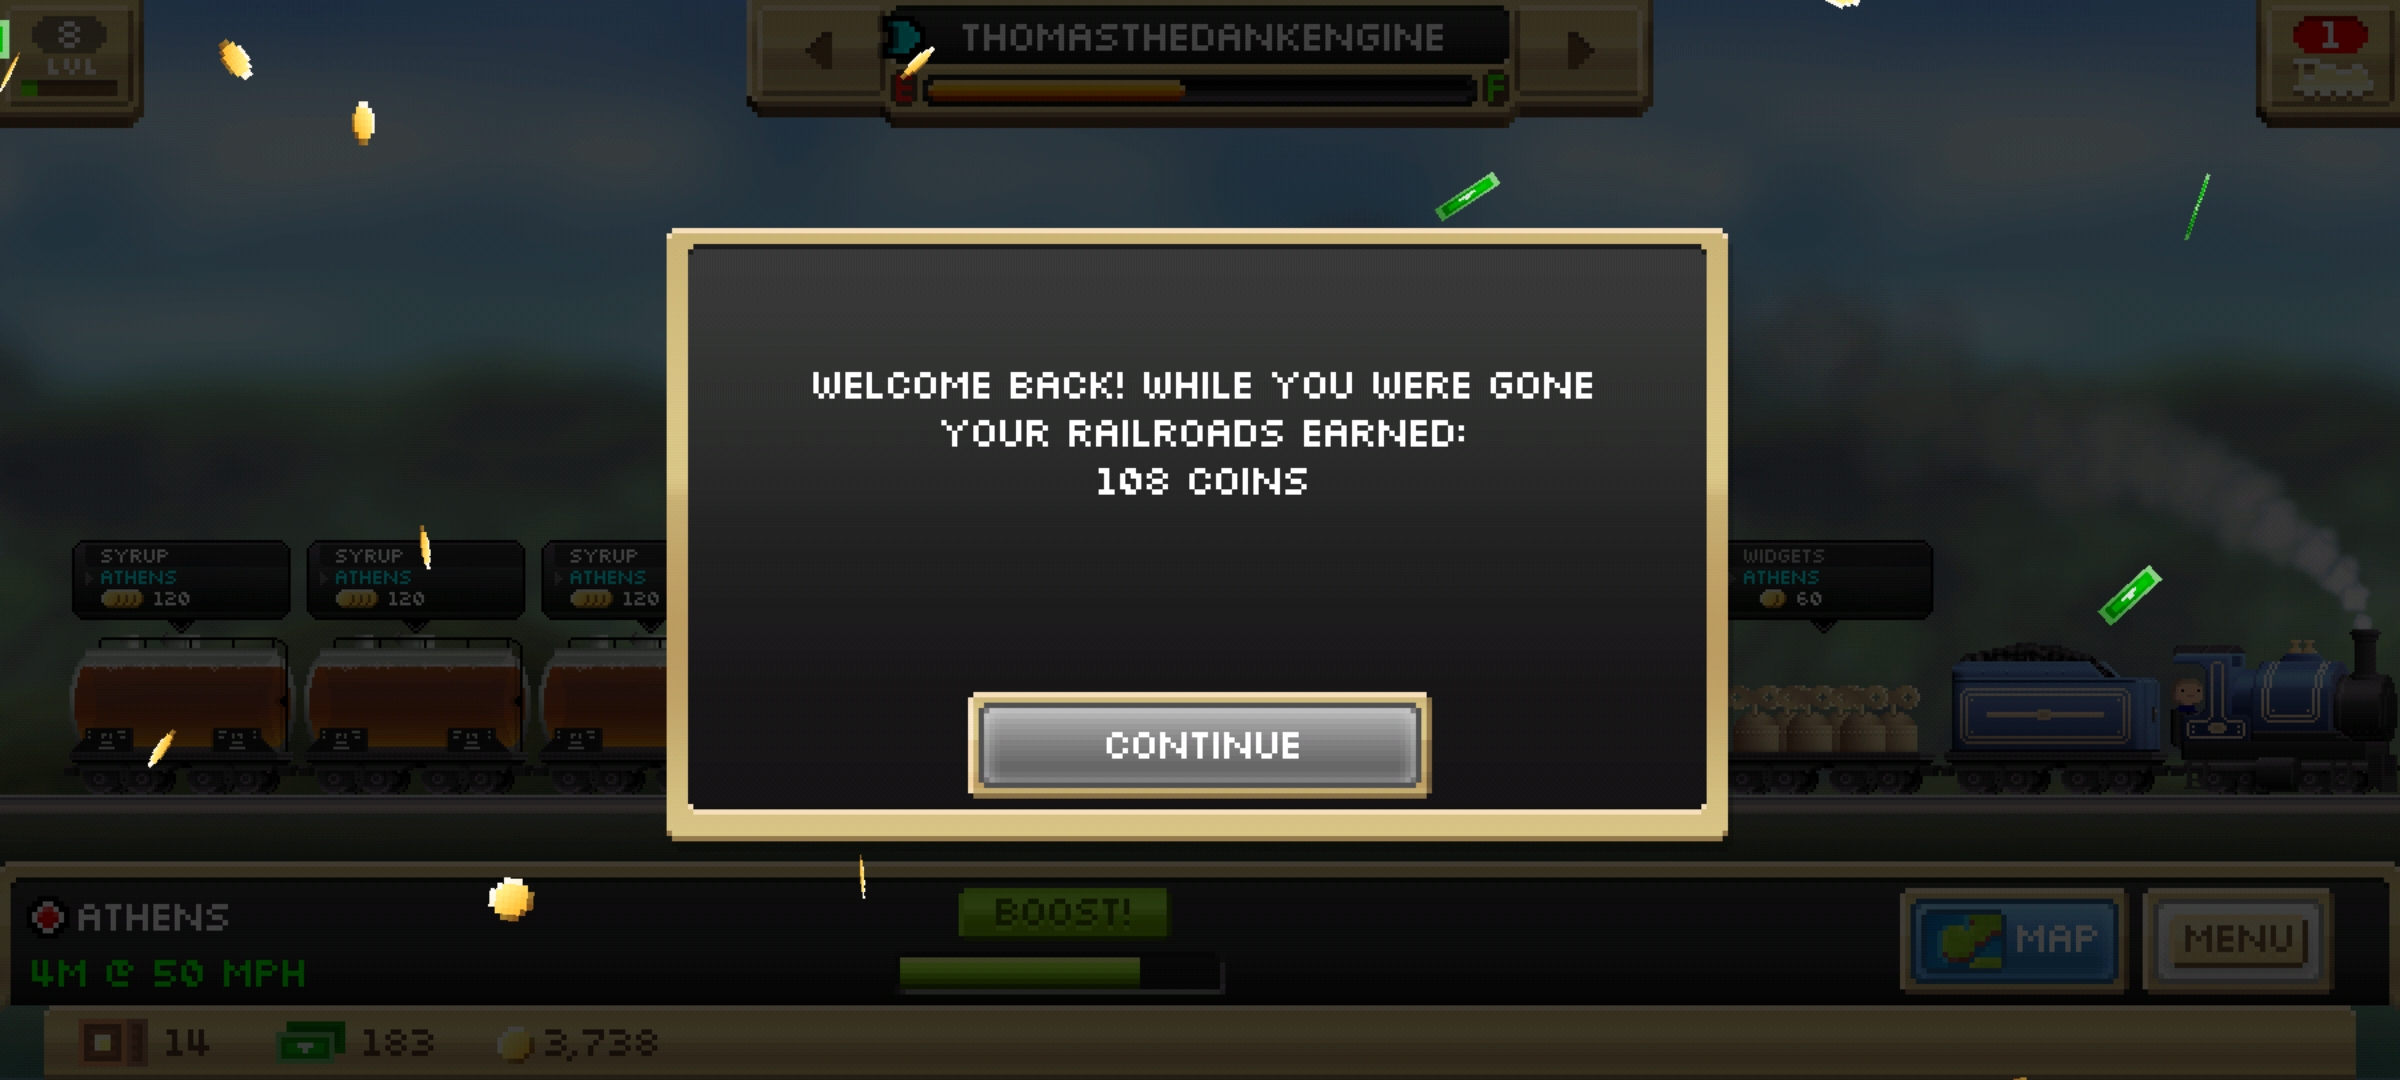 8
LVL
THOMASTHEDANKENGINE
E F
1
WELCOME BACK! WHILE YOU WERE GONE
YOUR RAILROADS EARNED:
108 COINS
CONTINUE
SYRUP
ATHENS
120
SYRUP
ATHENS
120
SYRUP
ATHENS
120
WIDGETS
ATHENS
60
ATHENS
4M @ 50 MPH
BOOST!
MAP
MENU
14 183 3,738